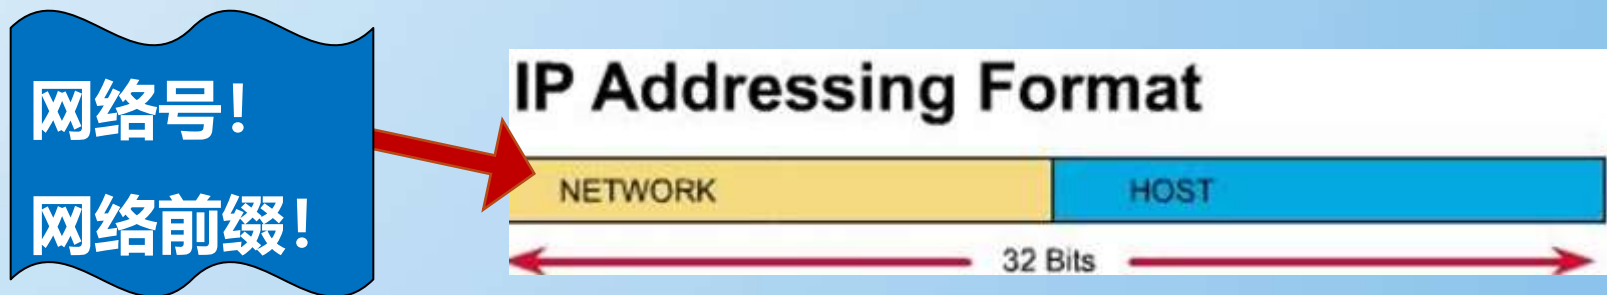 网络号！
网络前缀！
IP Addressing Format
NETWORK
HOST
32 Bits